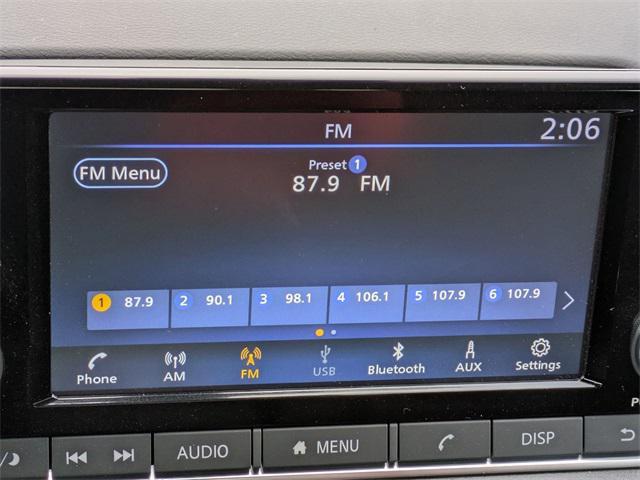 FM 2:06
FM Menu
Preset 1
87.9 FM
1 87.9 2 90.1 3 98.1 4 106.1 5 107.9 6 107.9
Phone AM FM USB Bluetooth AUX Settings
AUDIO MENU DISP